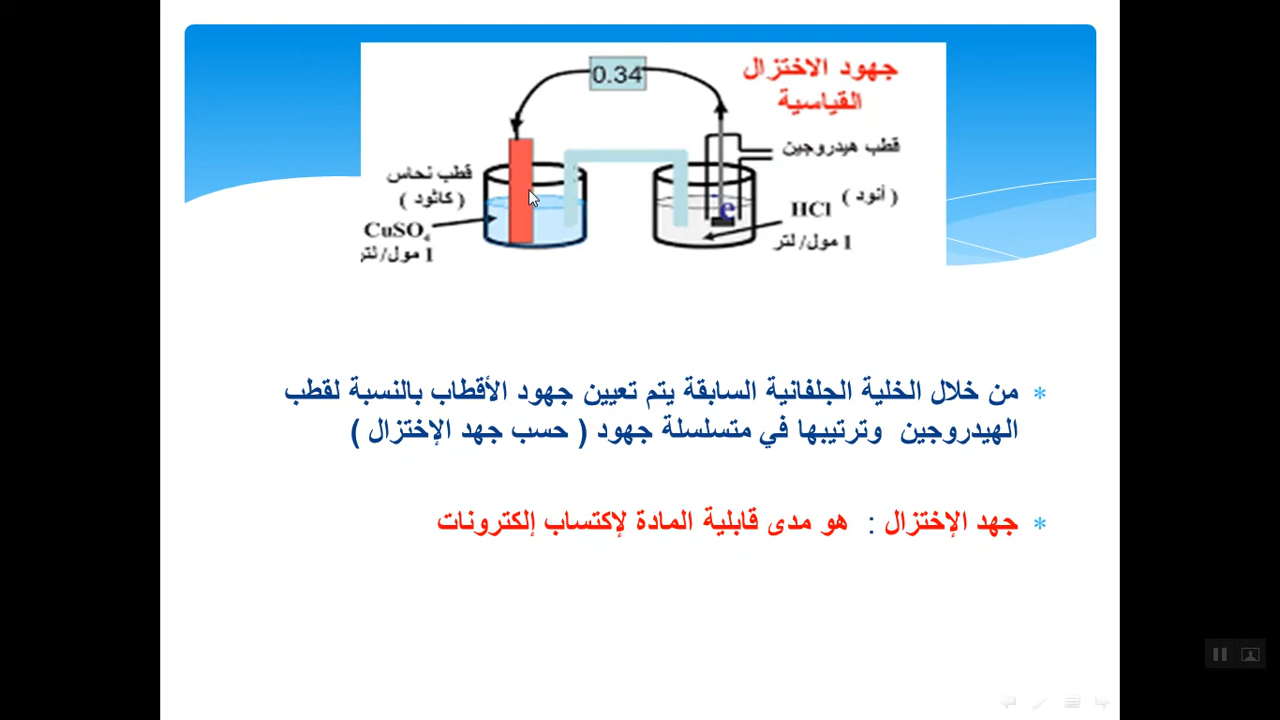 جهود الاختزال
القياسية
0.34
قطب هيدروجين
( أنود )
HCl
1 مول/ لتر
e
قطب نحاس
( كاثود )
CuSO4
1 مول/ لتر
* من خلال الخلية الجلفانية السابقة يتم تعيين جهود الأقطاب بالنسبة لقطب
الهيدروجين وترتيبها في متسلسلة جهود ( حسب جهد الإختزال )
* جهد الإختزال : هو مدى قابلية المادة لإكتساب إلكترونات